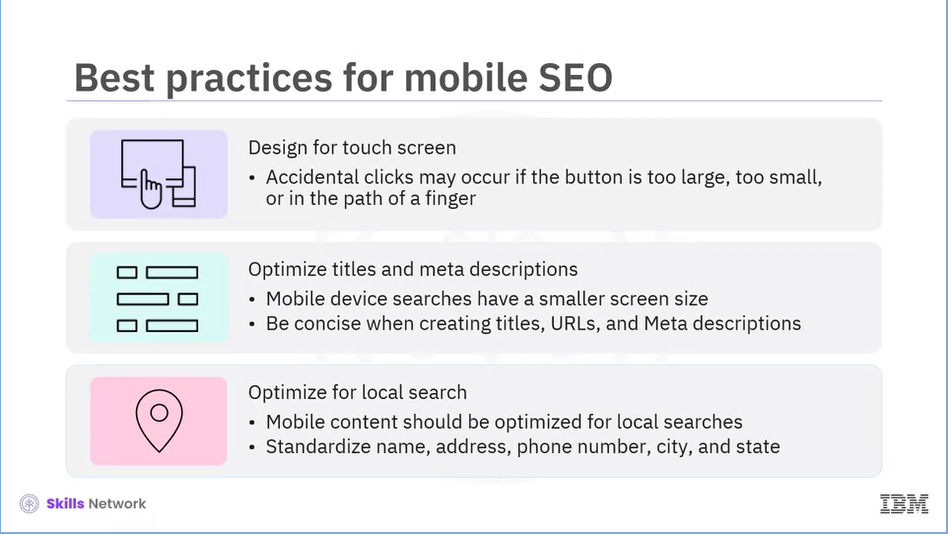 Best practices for mobile SEO
Design for touch screen
• Accidental clicks may occur if the button is too large, too small,
or in the path of a finger
Optimize titles and meta descriptions
• Mobile device searches have a smaller screen size
• Be concise when creating titles, URLs, and Meta descriptions
Optimize for local search
• Mobile content should be optimized for local searches
• Standardize name, address, phone number, city, and state
Skills Network
IBM